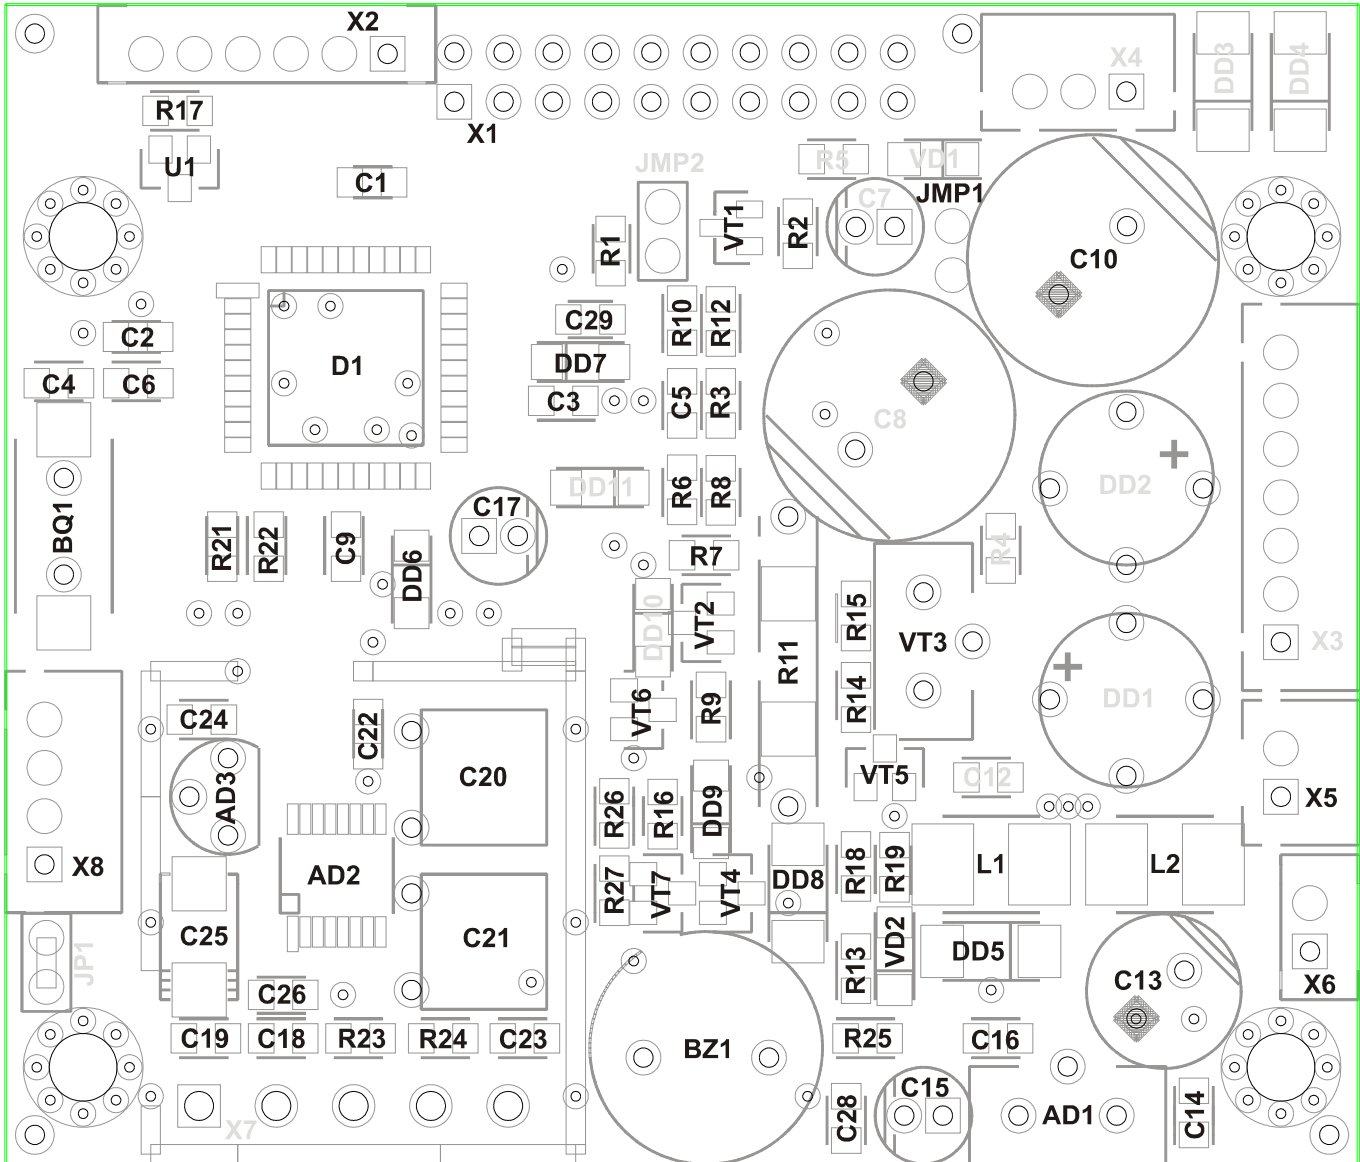 X2
X4
DD3
DD4
R17
X1
U1
C1
JMP2
R5
VD1
C7
JMP1
VT1
R2
R1
C10
C2
C29
R10
R12
D1
DD7
C4
C6
C3
C5
R3
C8
DD2
DD11
R6
R8
C17
BQ1
R21
R22
C9
DD6
R7
R4
DD10
VT2
R15
VT3
X3
R11
C24
C22
VT6
R9
R14
DD1
AD3
C20
VT5
C12
X5
R26
R16
DD9
X8
AD2
R27
VT7
VT4
DD8
R18
R19
L1
L2
C25
C21
JP1
R13
VD2
DD5
C13
X6
C26
C19
C18
R23
R24
C23
BZ1
R25
C16
X7
C28
C15
AD1
C14